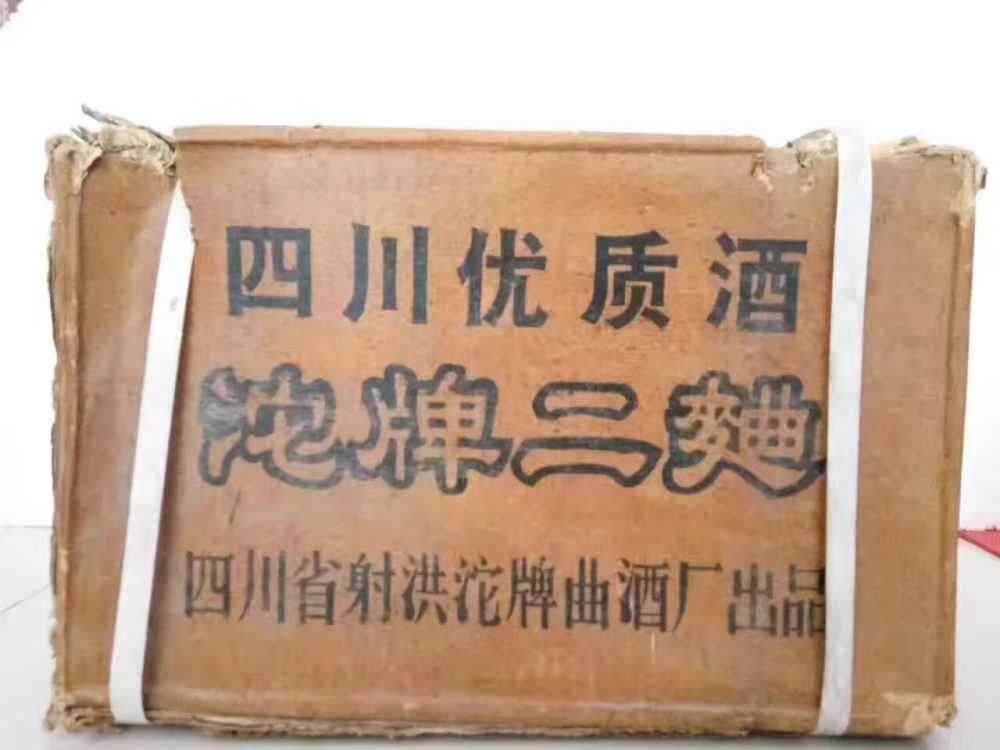 四川优质酒
沱牌二麯
四川省射洪沱牌曲酒厂出品